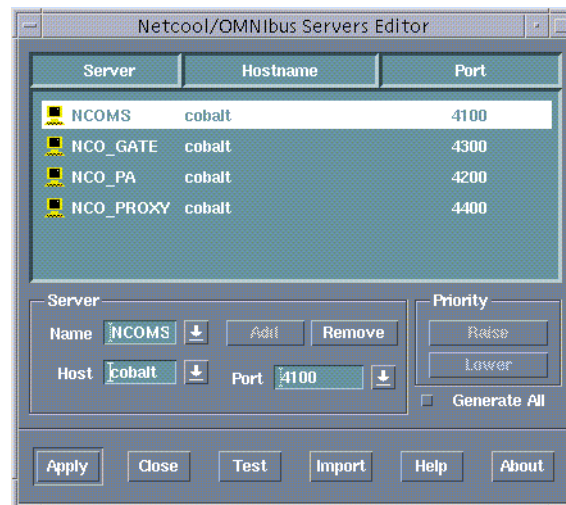 Netcool/OMNIbus Servers Editor
Server Hostname Port
NCOMS cobalt 4100
NCO_GATE cobalt 4300
NCO_PA cobalt 4200
NCO_PROXY cobalt 4400
Server
Priority
Name NCOMS Add Remove
Raise
Host cobalt Port 4100
Lower
Generate All
Apply Close Test Import Help About